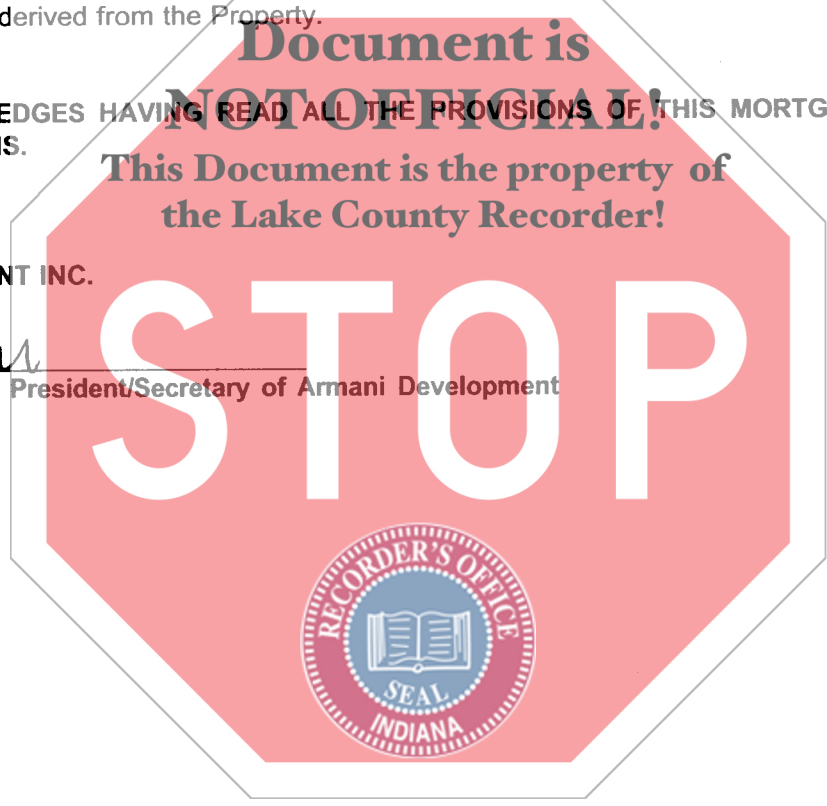 derived from the Property.
Document is
NOT OFFICIAL!
EDGES HAVING READ ALL THE PROVISIONS OF THIS MORTG
IS.
This Document is the property of
the Lake County Recorder!
NT INC.
STOP
President/Secretary of Armani Development
RECORDER'S OFFICE
SEAL
INDIANA